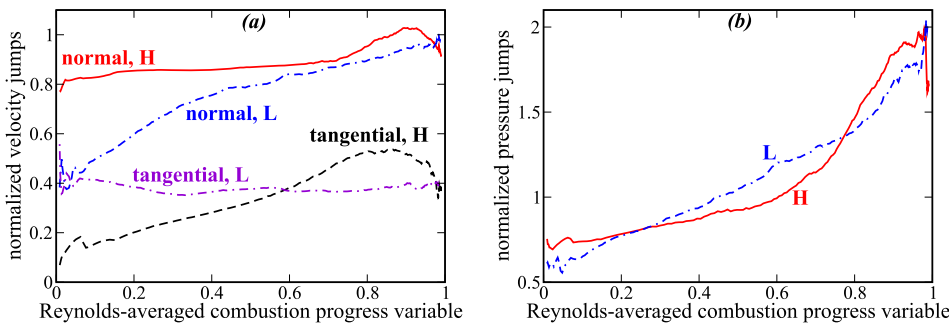 (a)
normalized velocity jumps
1
0.8
0.6
0.4
0.2
0
normal, H
normal, L
tangential, H
tangential, L
0 0.2 0.4 0.6 0.8 1
Reynolds-averaged combustion progress variable
(b)
normalized pressure jumps
2
1.5
1
0.5
L
H
0 0.2 0.4 0.6 0.8 1
Reynolds-averaged combustion progress variable